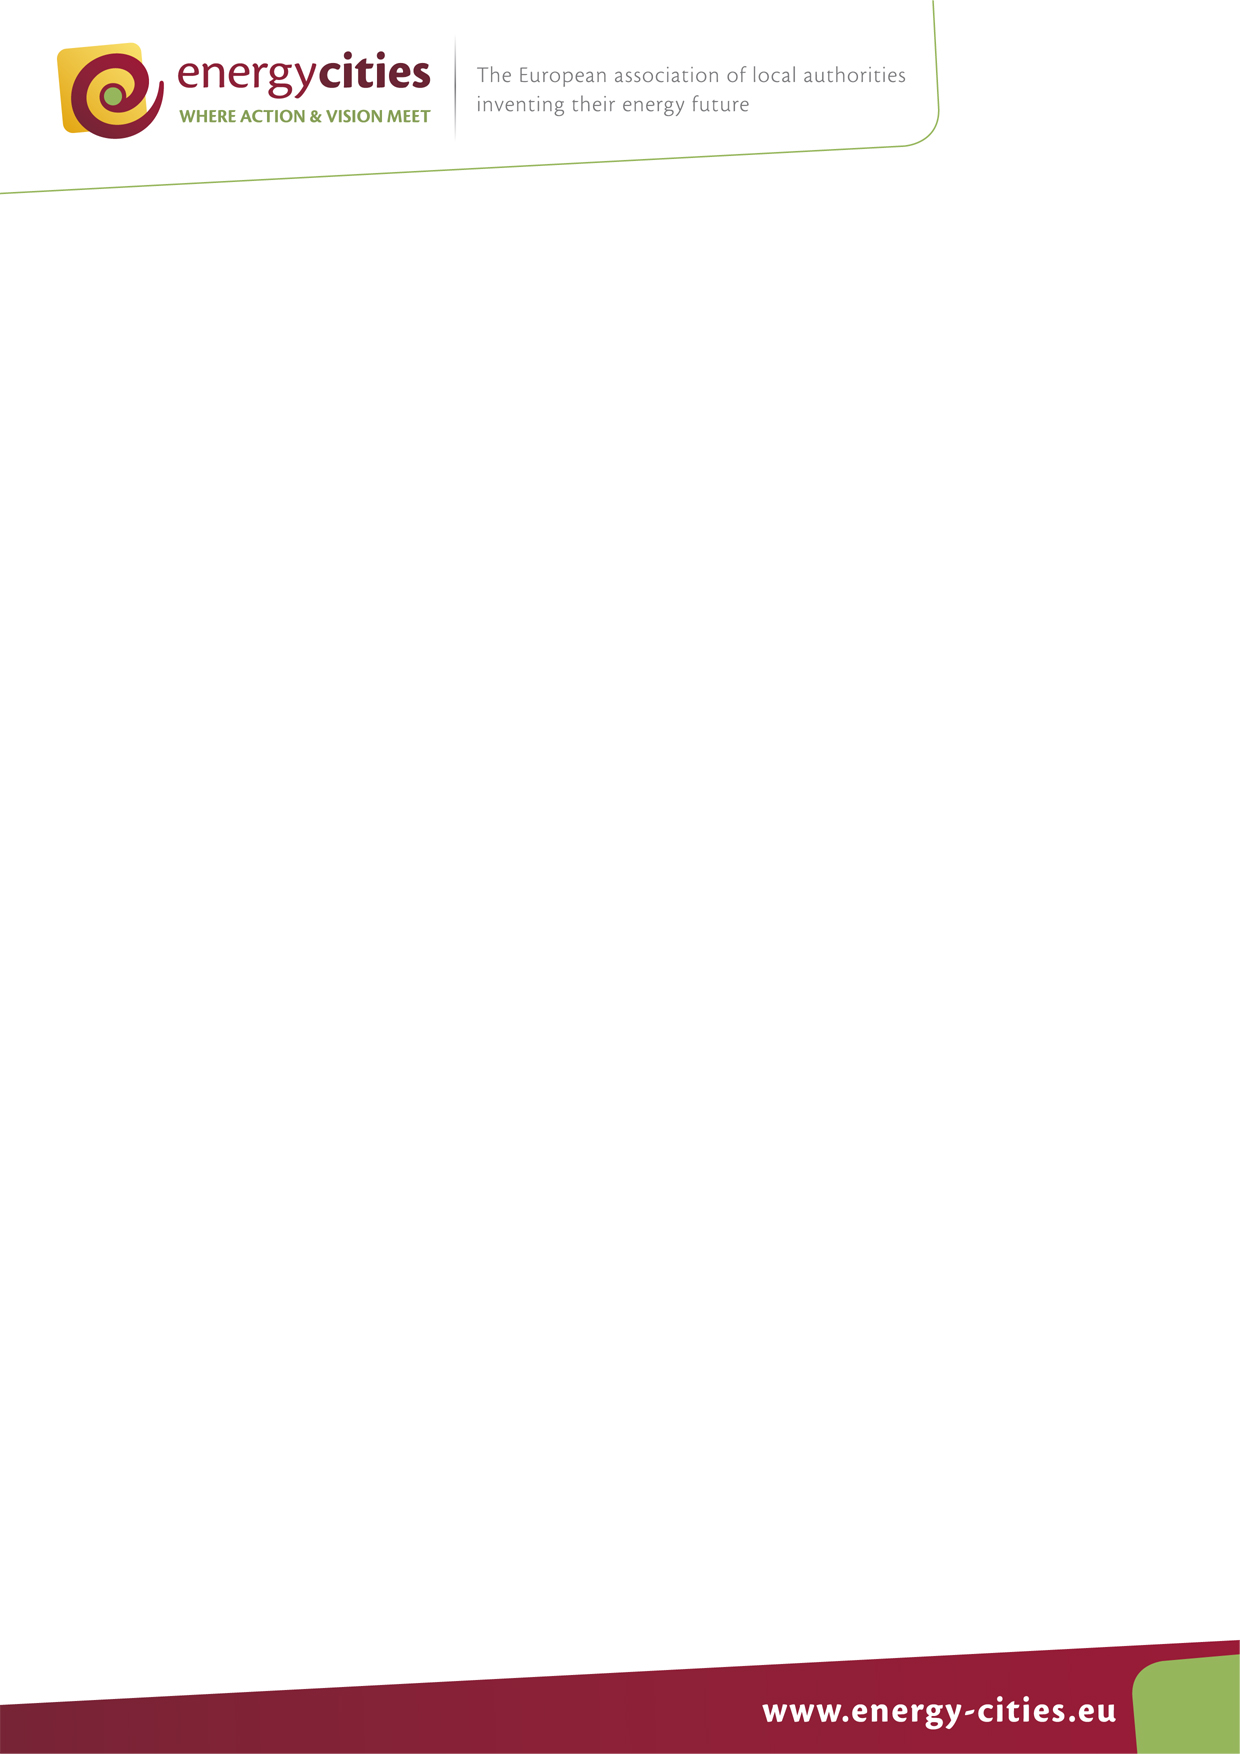 energycities
WHERE ACTION & VISION MEET
The European association of local authorities
inventing their energy future
www.energy-cities.eu